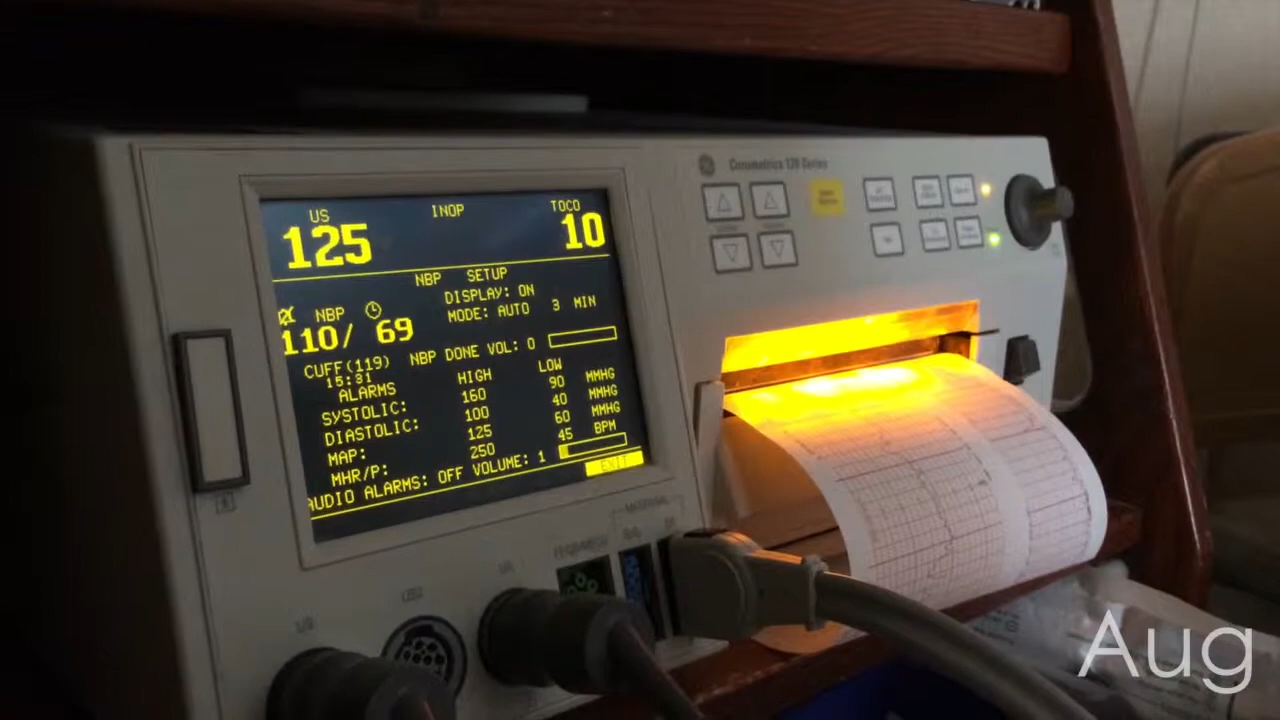 Corometrics 120 Series
US INOP TOCO
125 10
NBP SETUP
NBP DISPLAY: ON
MODE: AUTO 3 MIN
110/ 69
CUFF(119) NBP DONE VOL: 0
15:31
ALARMS HIGH LOW
SYSTOLIC: 160 90 MMHG
DIASTOLIC: 100 40 MMHG
MAP: 125 60 MMHG
MHR/P: 250 45 BPM
AUDIO ALARMS: OFF VOLUME: 1
EXIT
US2
Aug